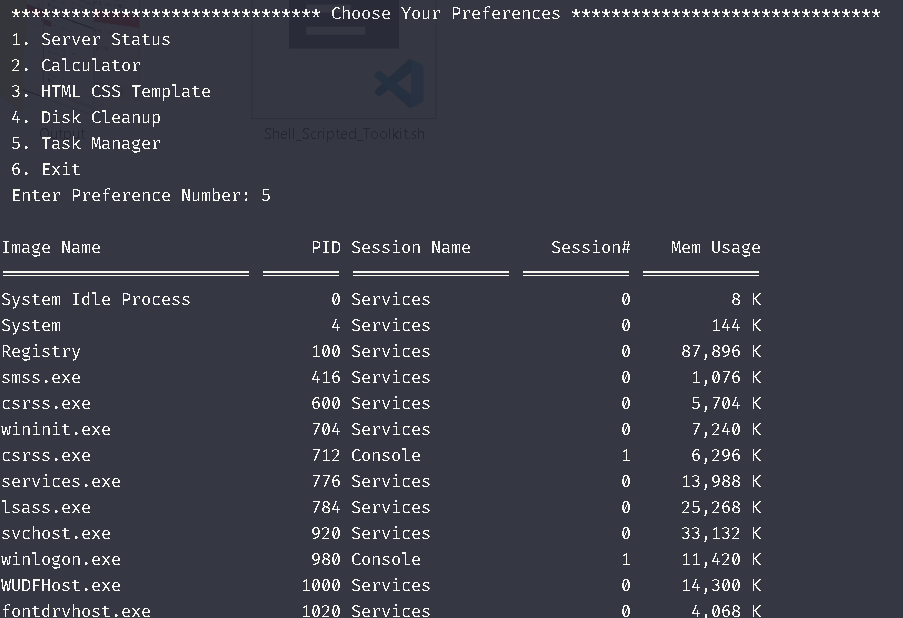 ******************************* Choose Your Preferences *******************************
1. Server Status
2. Calculator
3. HTML CSS Template
4. Disk Cleanup
Output
Shell_Scripted_Toolkit.sh
5. Task Manager
6. Exit
Enter Preference Number: 5
Image Name PID Session Name Session# Mem Usage
========================= ======== ================ =========== ============
System Idle Process 0 Services 0 8 K
System 4 Services 0 144 K
Registry 100 Services 0 87,896 K
smss.exe 416 Services 0 1,076 K
csrss.exe 600 Services 0 5,704 K
wininit.exe 704 Services 0 7,240 K
csrss.exe 712 Console 1 6,296 K
services.exe 776 Services 0 13,988 K
lsass.exe 784 Services 0 25,268 K
svchost.exe 920 Services 0 33,132 K
winlogon.exe 980 Console 1 11,420 K
WUDFHost.exe 1000 Services 0 14,300 K
fontdrvhost.exe 1020 Services 0 4,068 K